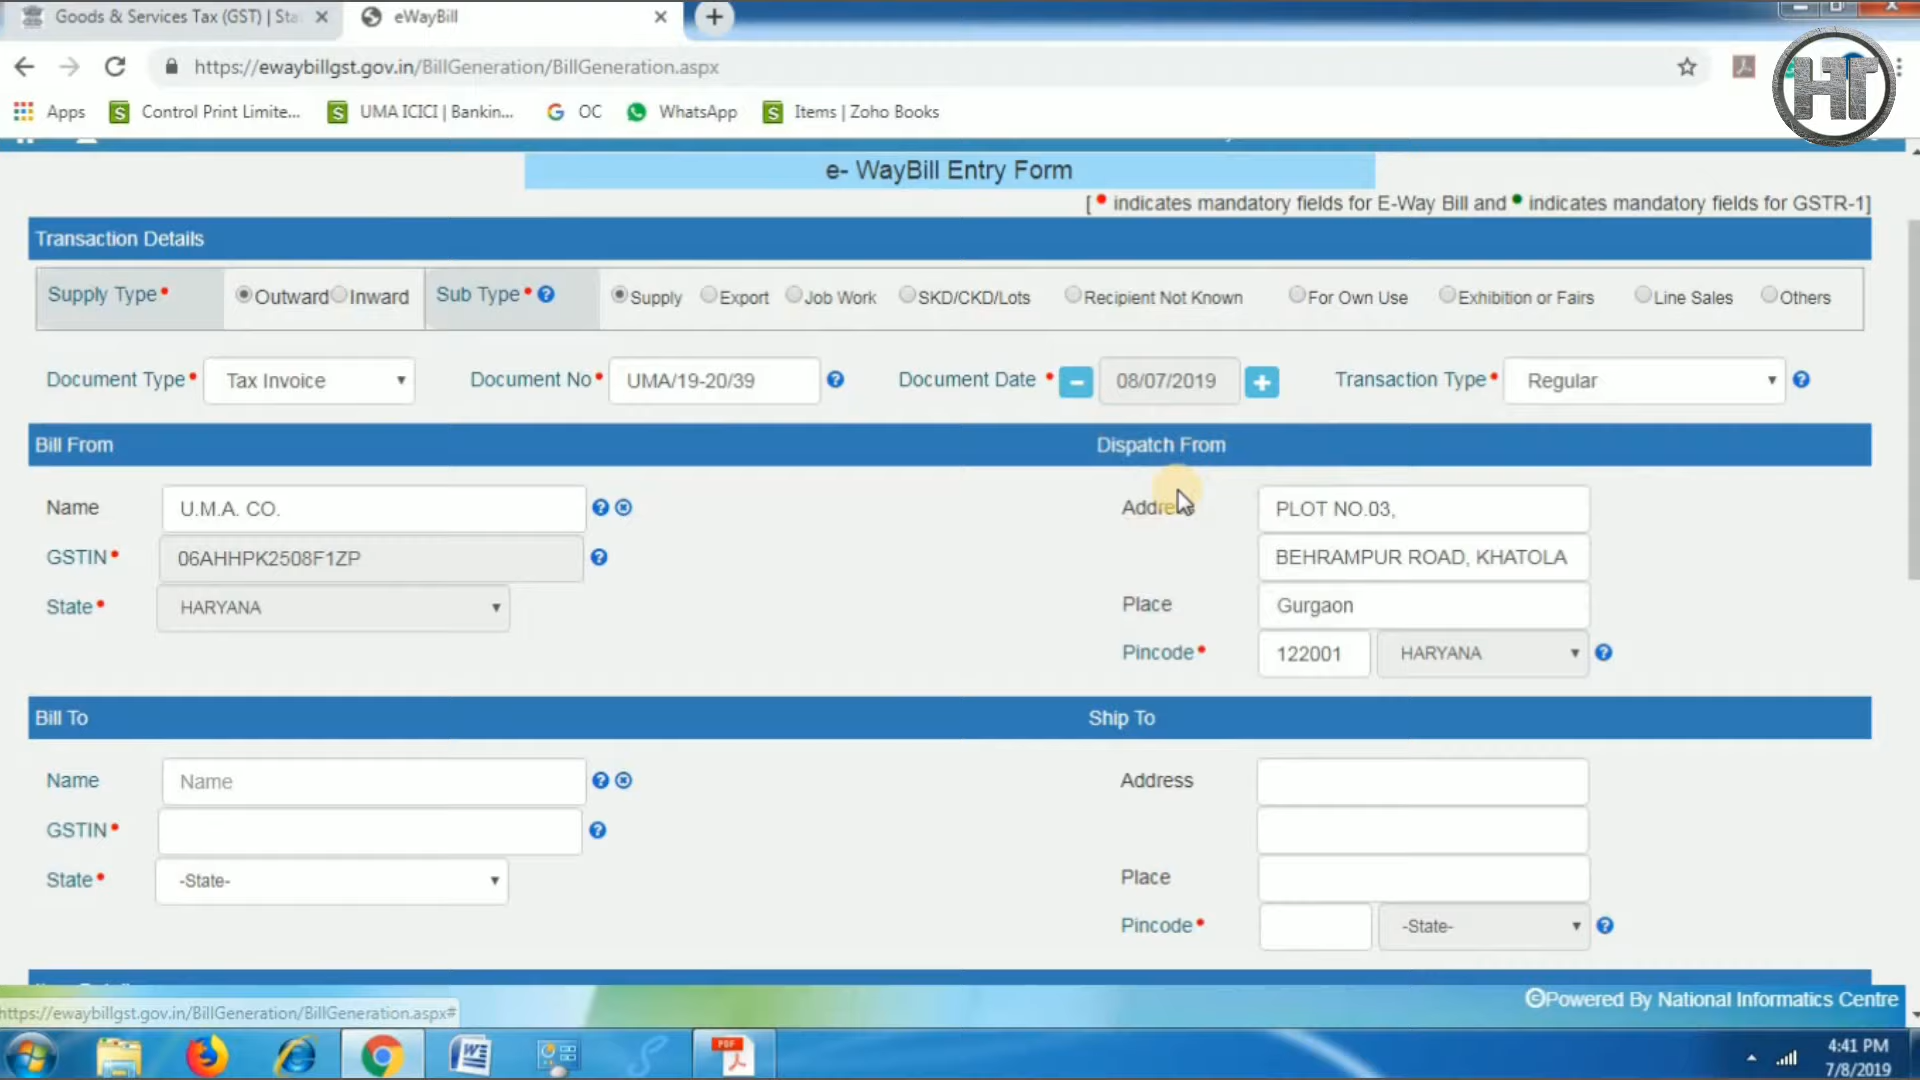 Goods & Services Tax (GST) | Sta
eWayBill
https://ewaybillgst.gov.in/BillGeneration/BillGeneration.aspx
HT
Apps
Control Print Limite...
UMA ICICI | Bankin...
OC
WhatsApp
Items | Zoho Books
e- WayBill Entry Form
[ • indicates mandatory fields for E-Way Bill and • indicates mandatory fields for GSTR-1]
Transaction Details
Supply Type• Outward Inward Sub Type• Supply Export Job Work SKD/CKD/Lots Recipient Not Known For Own Use Exhibition or Fairs Line Sales Others
Document Type• Tax Invoice Document No• UMA/19-20/39 Document Date • 08/07/2019 Transaction Type• Regular
Bill From Dispatch From
Name U.M.A. CO. Address PLOT NO.03,
GSTIN• 06AHHPK2508F1ZP BEHRAMPUR ROAD, KHATOLA
State• HARYANA Place Gurgaon
Pincode• 122001 HARYANA
Bill To Ship To
Name Name Address
GSTIN•
State• -State- Place
Pincode• -State-
©Powered By National Informatics Centre
https://ewaybillgst.gov.in/BillGeneration/BillGeneration.aspx#
PDF
4:41 PM
7/8/2019